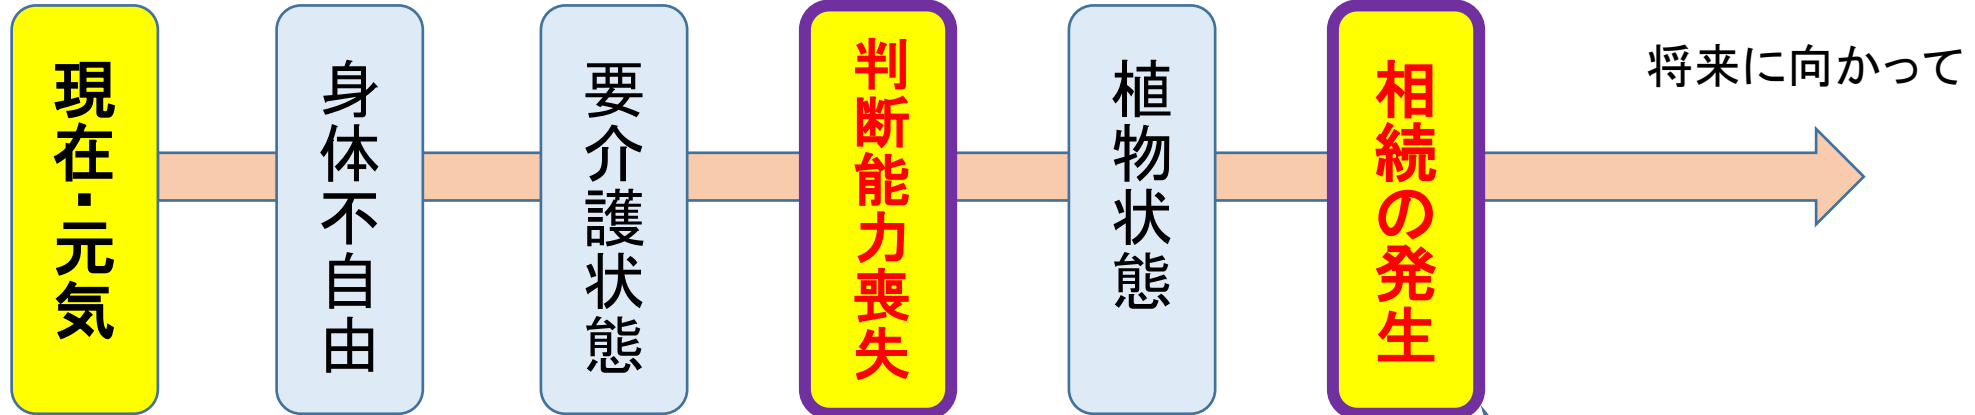 現在・元気
身体不自由
要介護状態
判断能力喪失
植物状態
相続の発生
将来に向かって